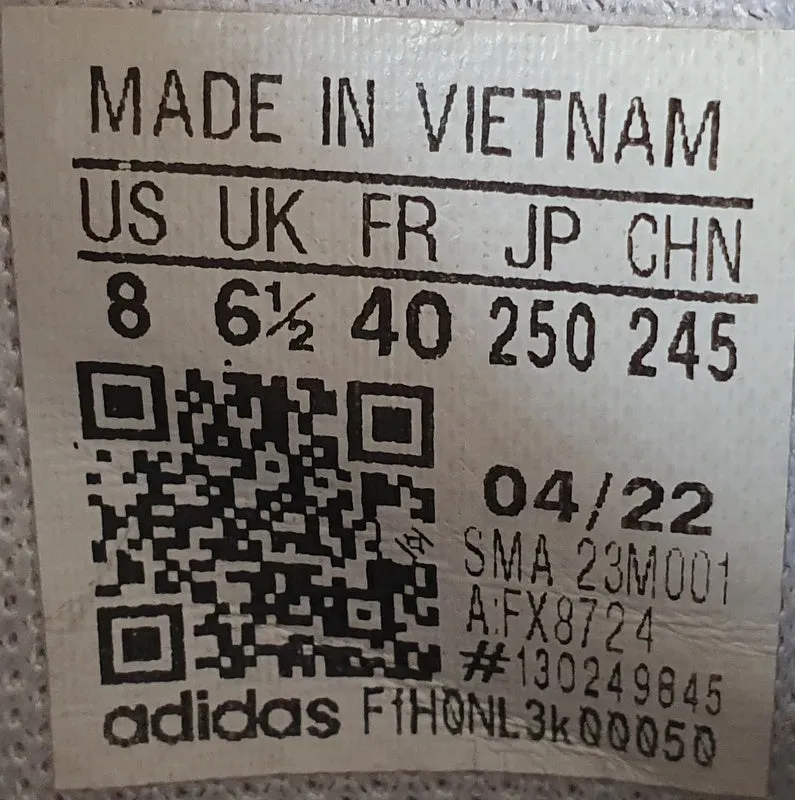 MADE IN VIETNAM
US UK FR JP CHN
8 6½ 40 250 245
04/22
SMA 23M001
A:FX8724
#130249845
adidas FfH0NL3k00050